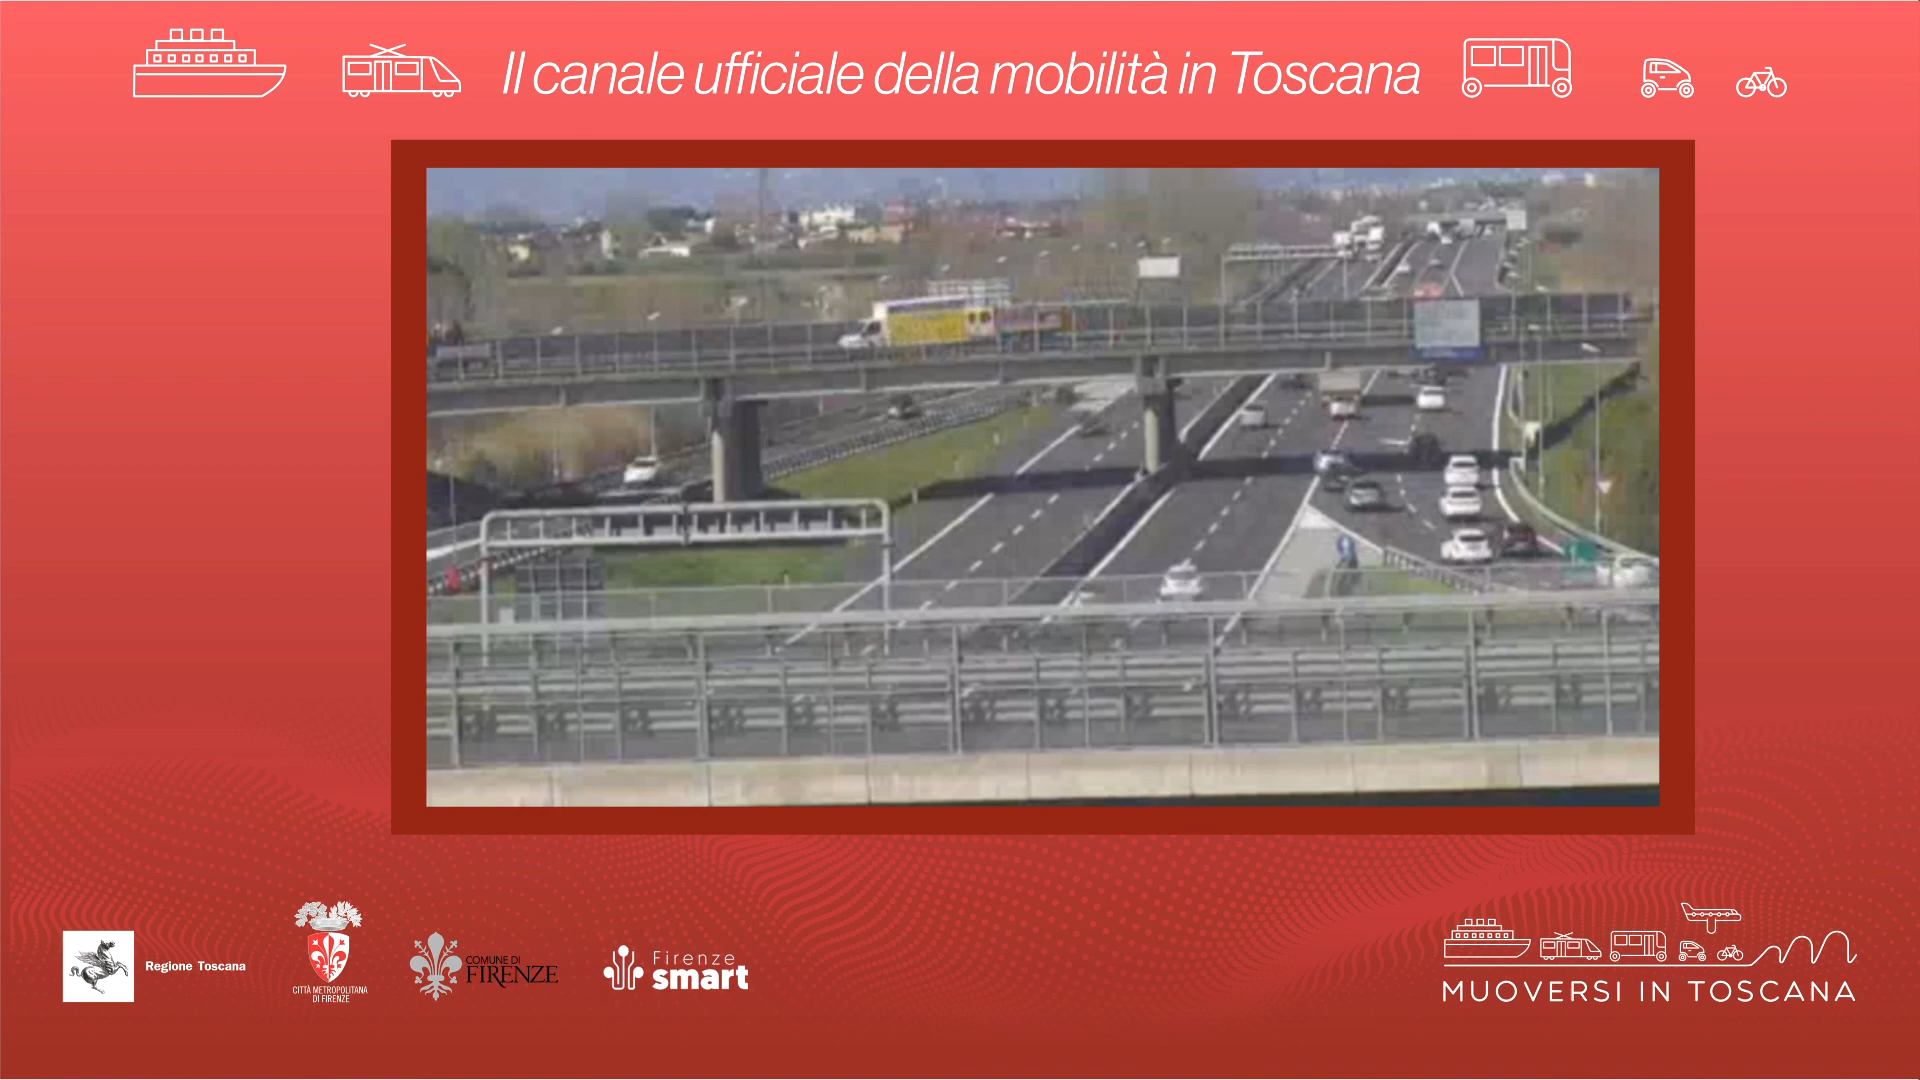 Il canale ufficiale della mobilità in Toscana
Regione Toscana
CITTÀ METROPOLITANA
DI FIRENZE
COMUNE DI
FIRENZE
Firenze
smart
MUOVERSI IN TOSCANA